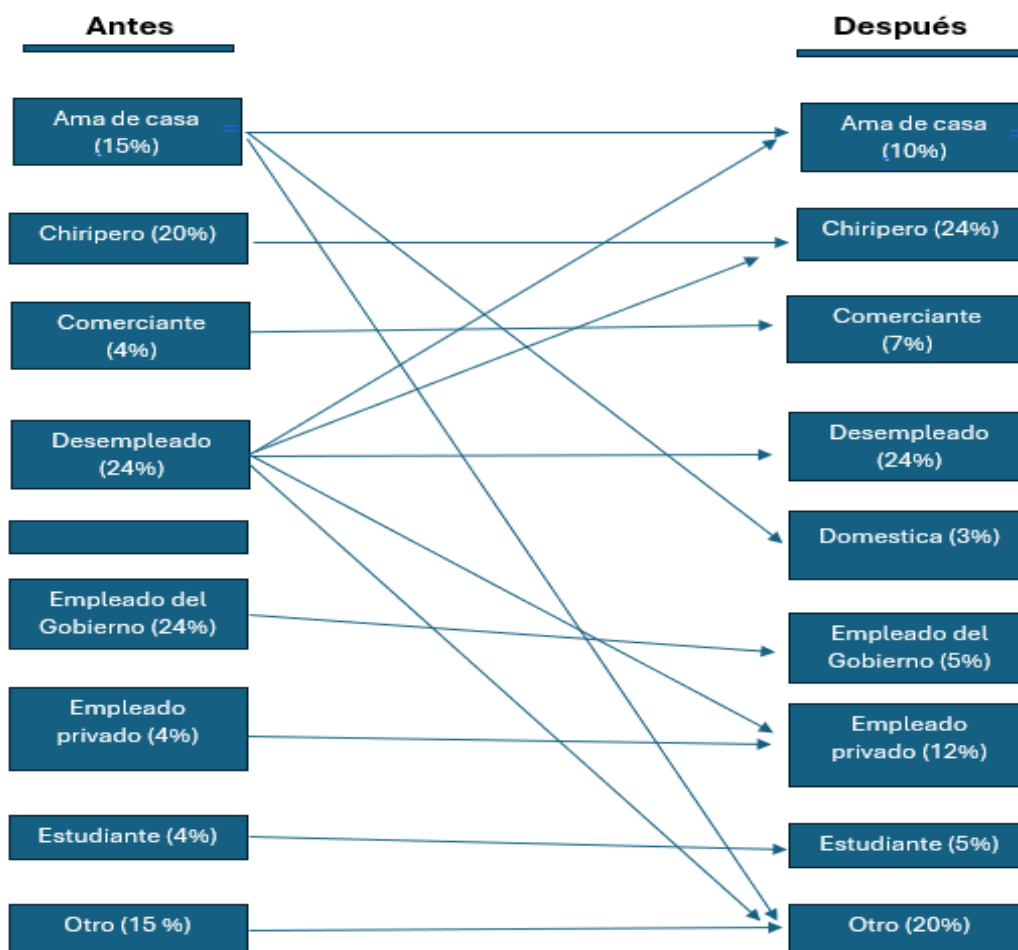 Antes
Después
Ama de casa
(15%)
Ama de casa
(10%)
Chiripero (20%)
Chiripero (24%)
Comerciante
(4%)
Comerciante
(7%)
Desempleado
(24%)
Desempleado
(24%)
Domestica (3%)
Empleado del
Gobierno (24%)
Empleado del
Gobierno (5%)
Empleado
privado (4%)
Empleado
privado (12%)
Estudiante (4%)
Estudiante (5%)
Otro (15 %)
Otro (20%)